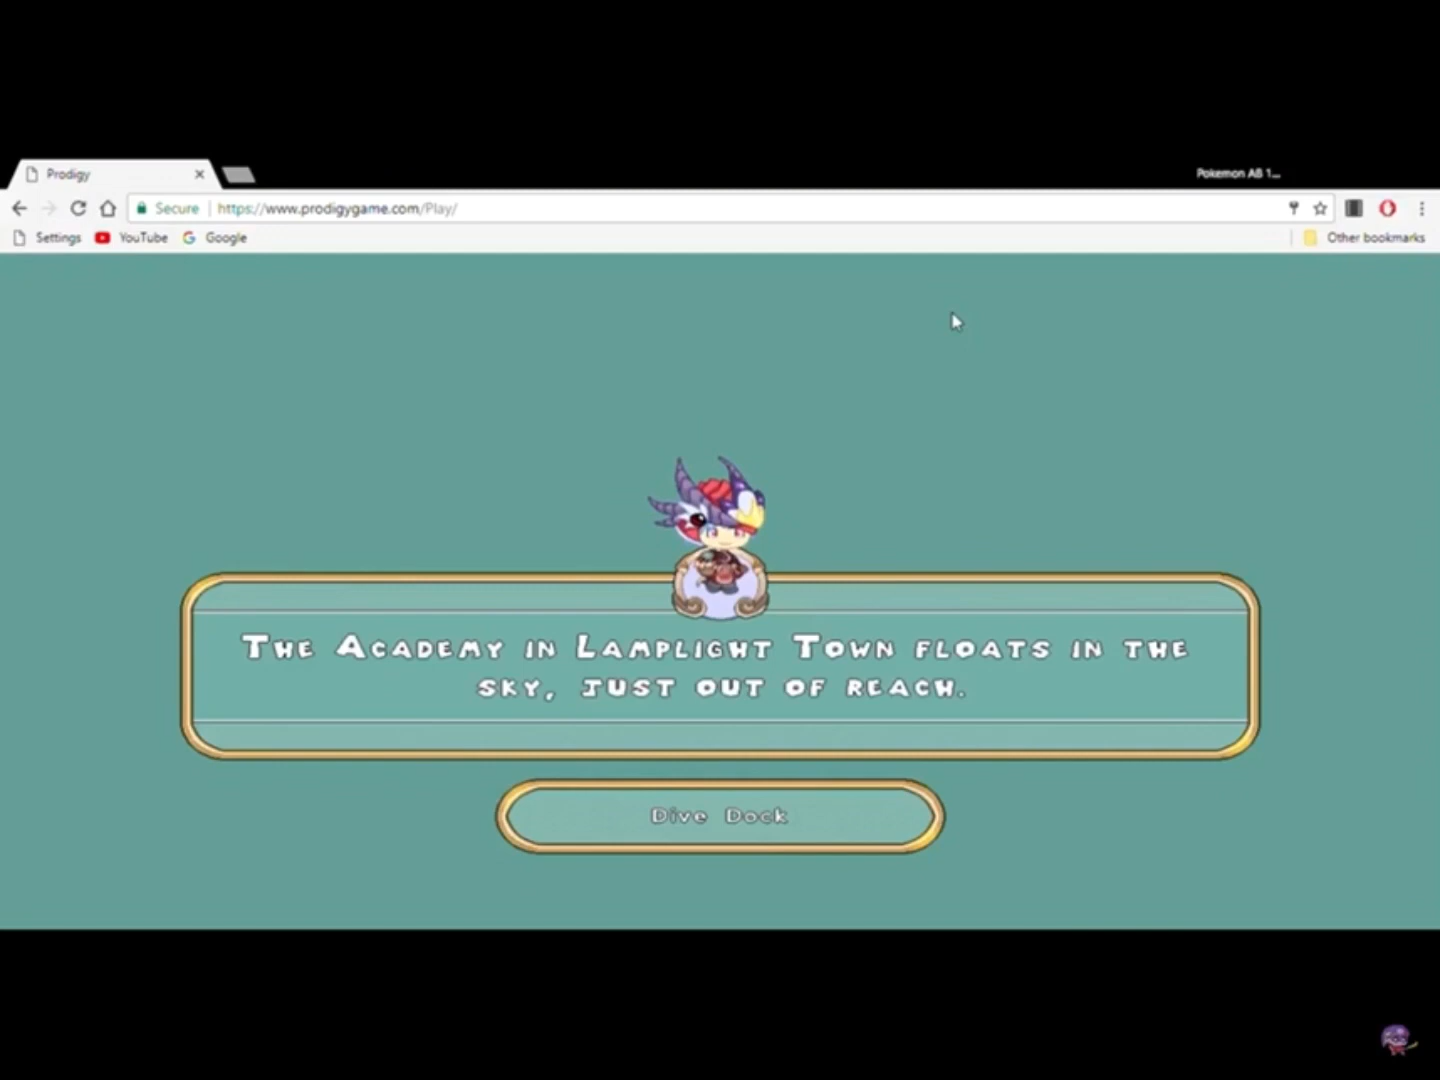 Prodigy
Pokemon AB 1...
Secure https://www.prodigygame.com/Play/
Settings YouTube Google Other bookmarks
The Academy in Lamplight Town floats in the
sky, just out of reach.
Dive Dock